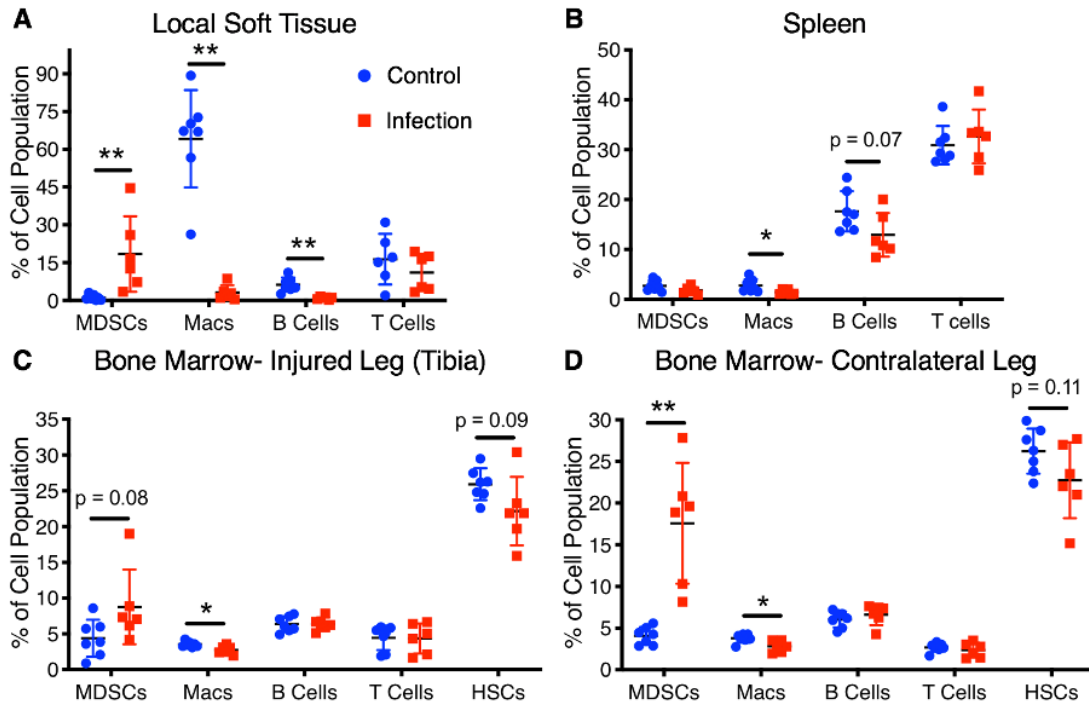 A
Local Soft Tissue
% of Cell Population
90
75
60
45
30
15
0
**
**
**
Control
Infection
MDSCs
Macs
B Cells
T Cells
B
Spleen
% of Cell Population
50
40
30
20
10
0
*
p = 0.07
MDSCs
Macs
B Cells
T cells
C
Bone Marrow- Injured Leg (Tibia)
% of Cell Population
35
30
25
20
15
10
5
0
p = 0.08
*
p = 0.09
MDSCs
Macs
B Cells
T Cells
HSCs
D
Bone Marrow- Contralateral Leg
% of Cell Population
30
25
20
15
10
5
0
**
*
p = 0.11
MDSCs
Macs
B Cells
T Cells
HSCs